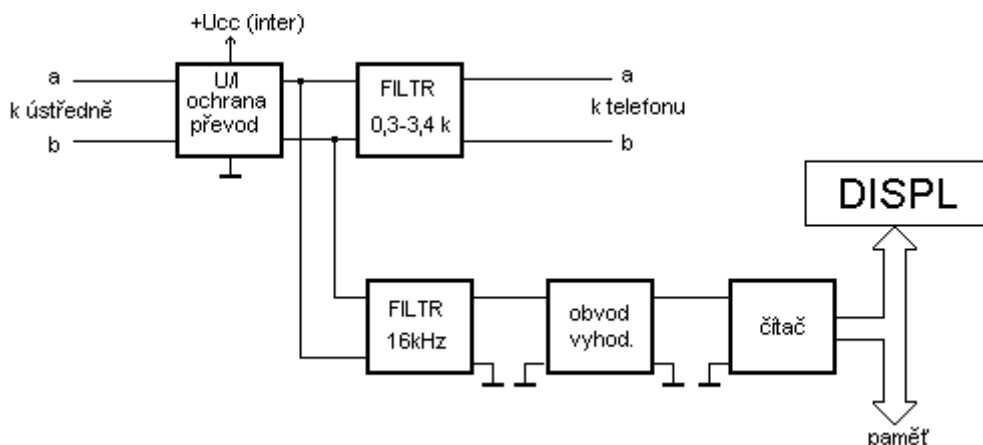 +Ucc (inter)
a
k ústředně
b
U/I
ochrana
převod
FILTR
0,3-3,4 k
a
k telefonu
b
DISPL
FILTR
16kHz
obvod
vyhod.
čítač
paměť